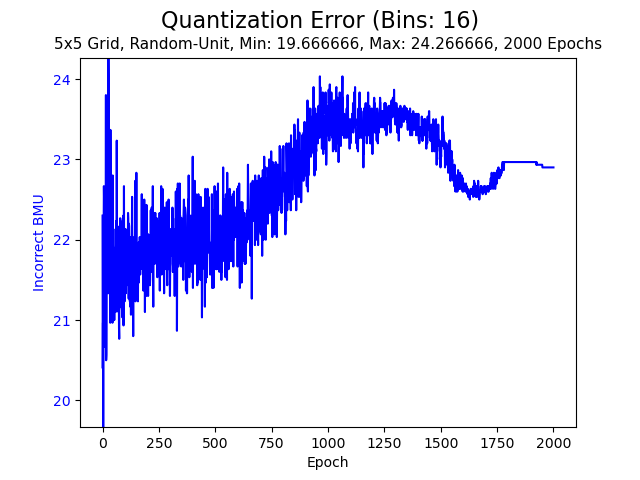 Quantization Error (Bins: 16)
5x5 Grid, Random-Unit, Min: 19.666666, Max: 24.266666, 2000 Epochs
24
23
22
21
20
Incorrect BMU
0 250 500 750 1000 1250 1500 1750 2000
Epoch